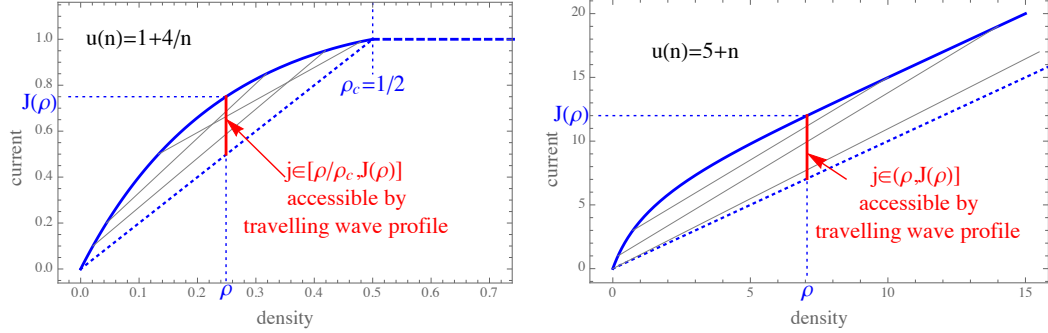 u(n)=1+4/n
1.0
0.8
J(ρ)
0.6
0.4
0.2
0.0
current
ρc=1/2
j∈[ρ/ρc,J(ρ)]
accessible by
travelling wave profile
0.0 0.1 0.2 ρ 0.3 0.4 0.5 0.6 0.7
density
u(n)=5+n
20
15
J(ρ)
10
5
0
current
j∈(ρ,J(ρ)]
accessible by
travelling wave profile
0 5 ρ 10 15
density